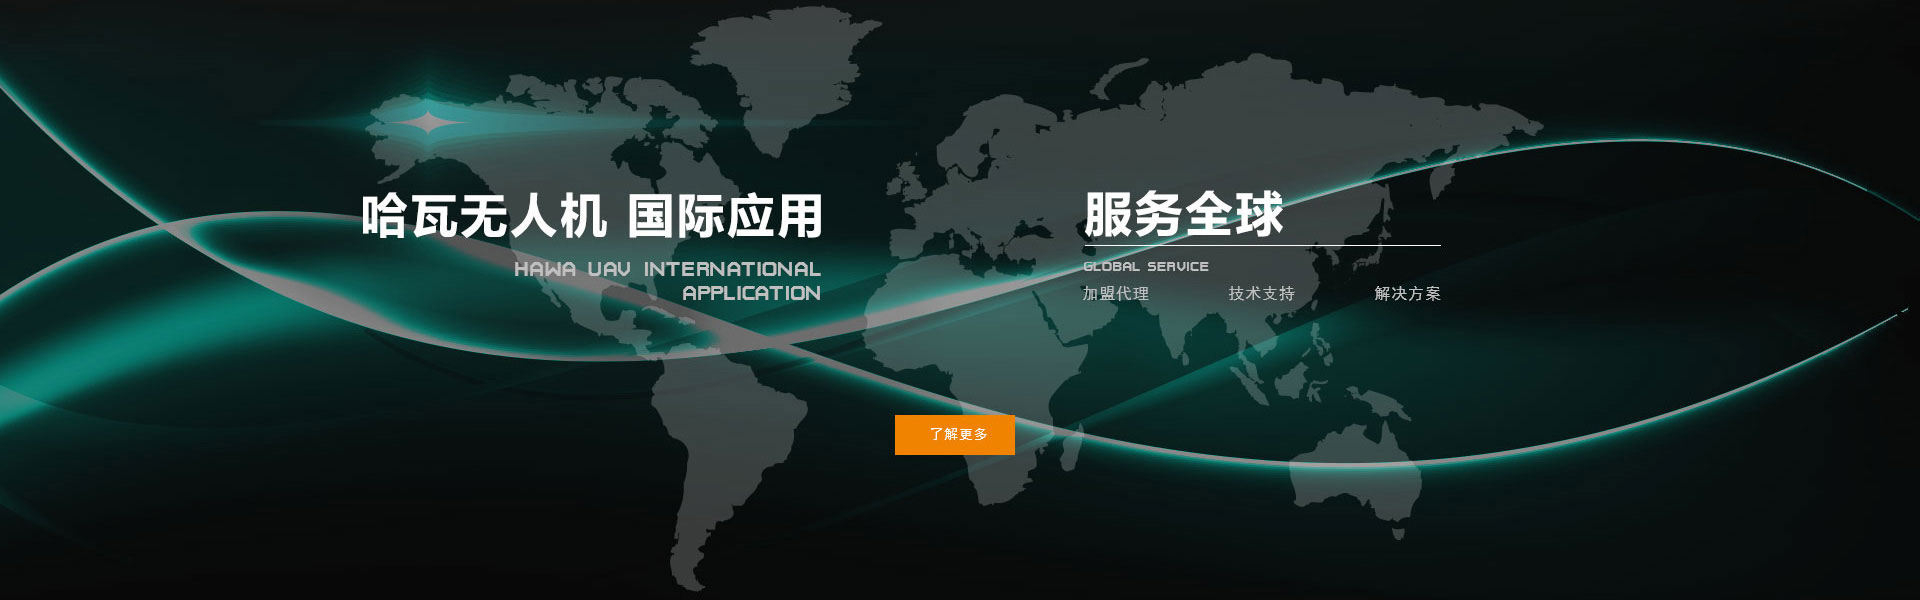 哈瓦无人机 国际应用
HAWA UAV INTERNATIONAL
APPLICATION
服务全球
GLOBAL SERVICE
加盟代理 技术支持 解决方案
了解更多